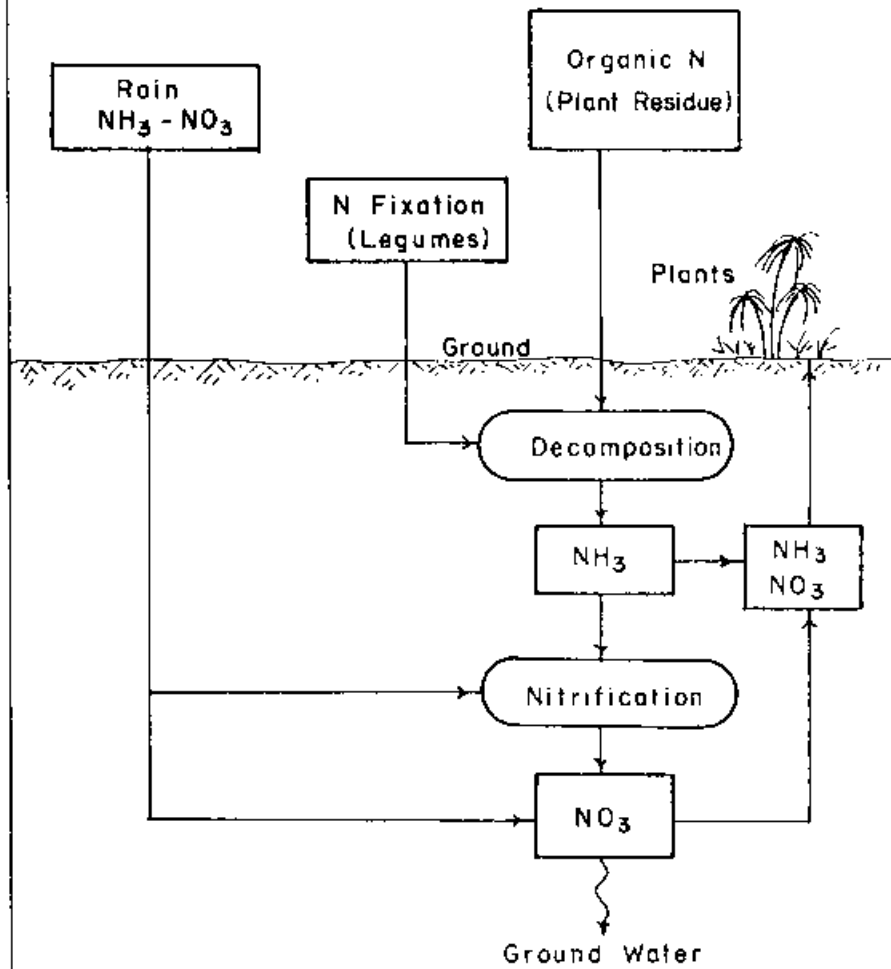 Organic N
(Plant Residue)
Rain
NH₃ - NO₃
N Fixation
(Legumes)
Plants
Ground
Decomposition
NH₃
NH₃
NO₃
Nitrification
NO₃
Ground Water